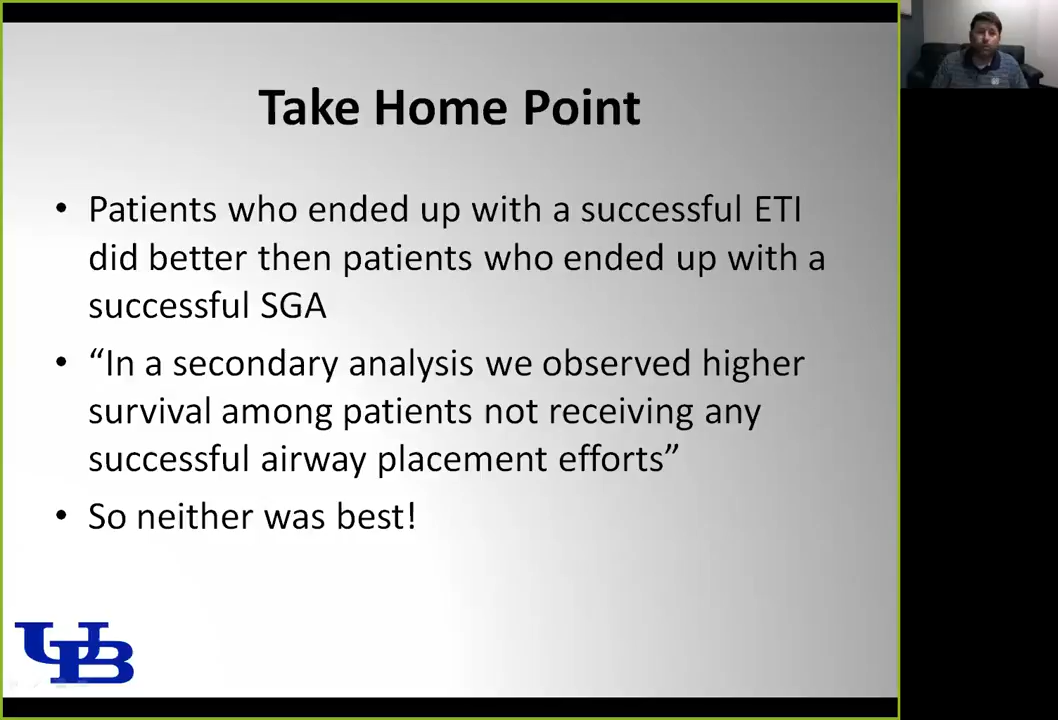 Take Home Point
• Patients who ended up with a successful ETI
did better then patients who ended up with a
successful SGA
• “In a secondary analysis we observed higher
survival among patients not receiving any
successful airway placement efforts”
• So neither was best!
UB